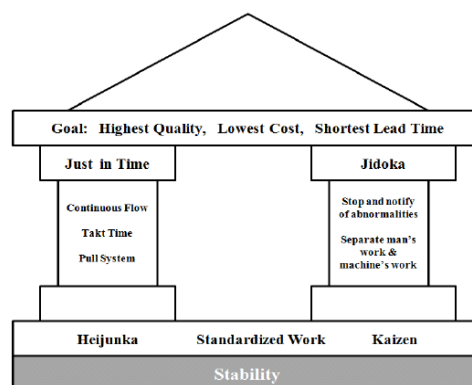 Goal: Highest Quality, Lowest Cost, Shortest Lead Time
Just in Time
Jidoka
Continuous Flow
Takt Time
Pull System
Stop and notify
of abnormalities
Separate man's
work &
machine's work
Heijunka Standardized Work Kaizen
Stability